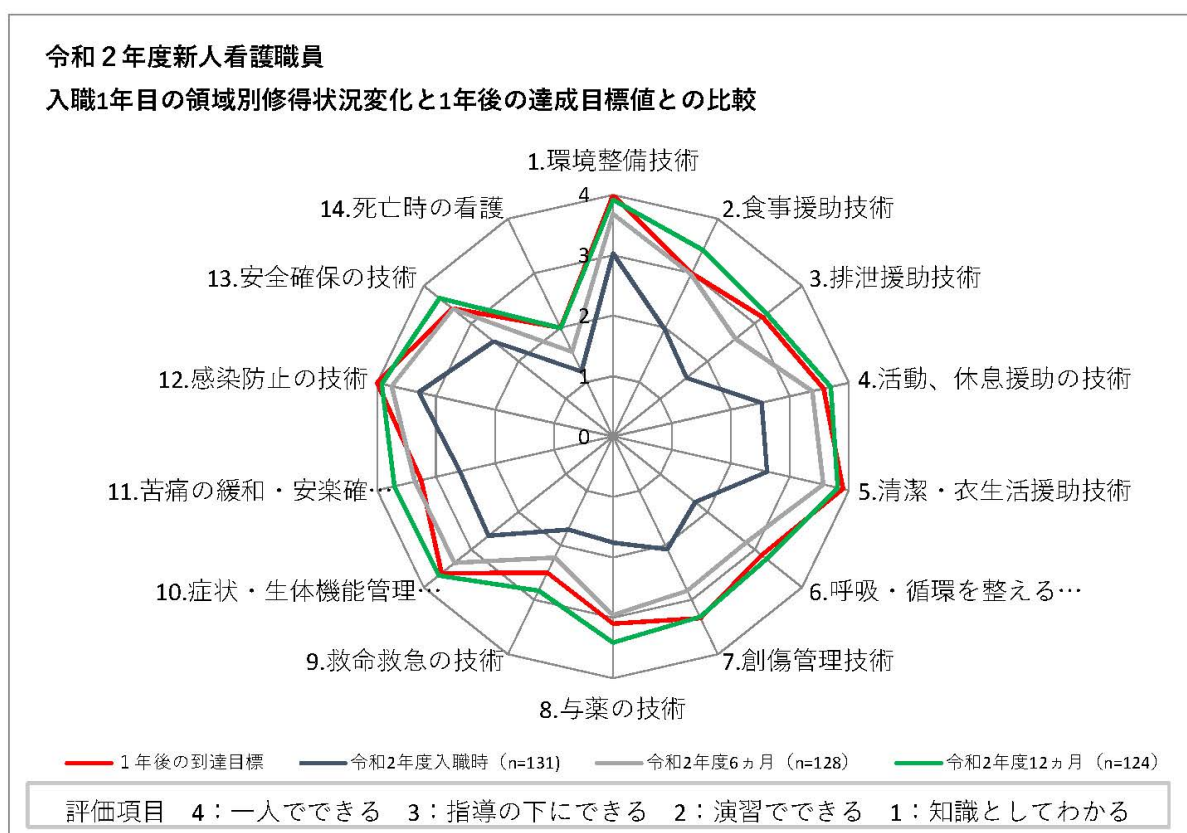 令和２年度新人看護職員
入職1年目の領域別修得状況変化と1年後の達成目標値との比較
1.環境整備技術
2.食事援助技術
3.排泄援助技術
4.活動、休息援助の技術
5.清潔・衣生活援助技術
6.呼吸・循環を整える…
7.創傷管理技術
8.与薬の技術
9.救命救急の技術
10.症状・生体機能管理…
11.苦痛の緩和・安楽確…
12.感染防止の技術
13.安全確保の技術
14.死亡時の看護
4
3
2
1
0
１年後の到達目標
令和2年度入職時（n=131)
令和2年度6ヵ月（n=128）
令和2年度12ヵ月（n=124）
評価項目　4：一人でできる　3：指導の下にできる　2：演習でできる　1：知識としてわかる